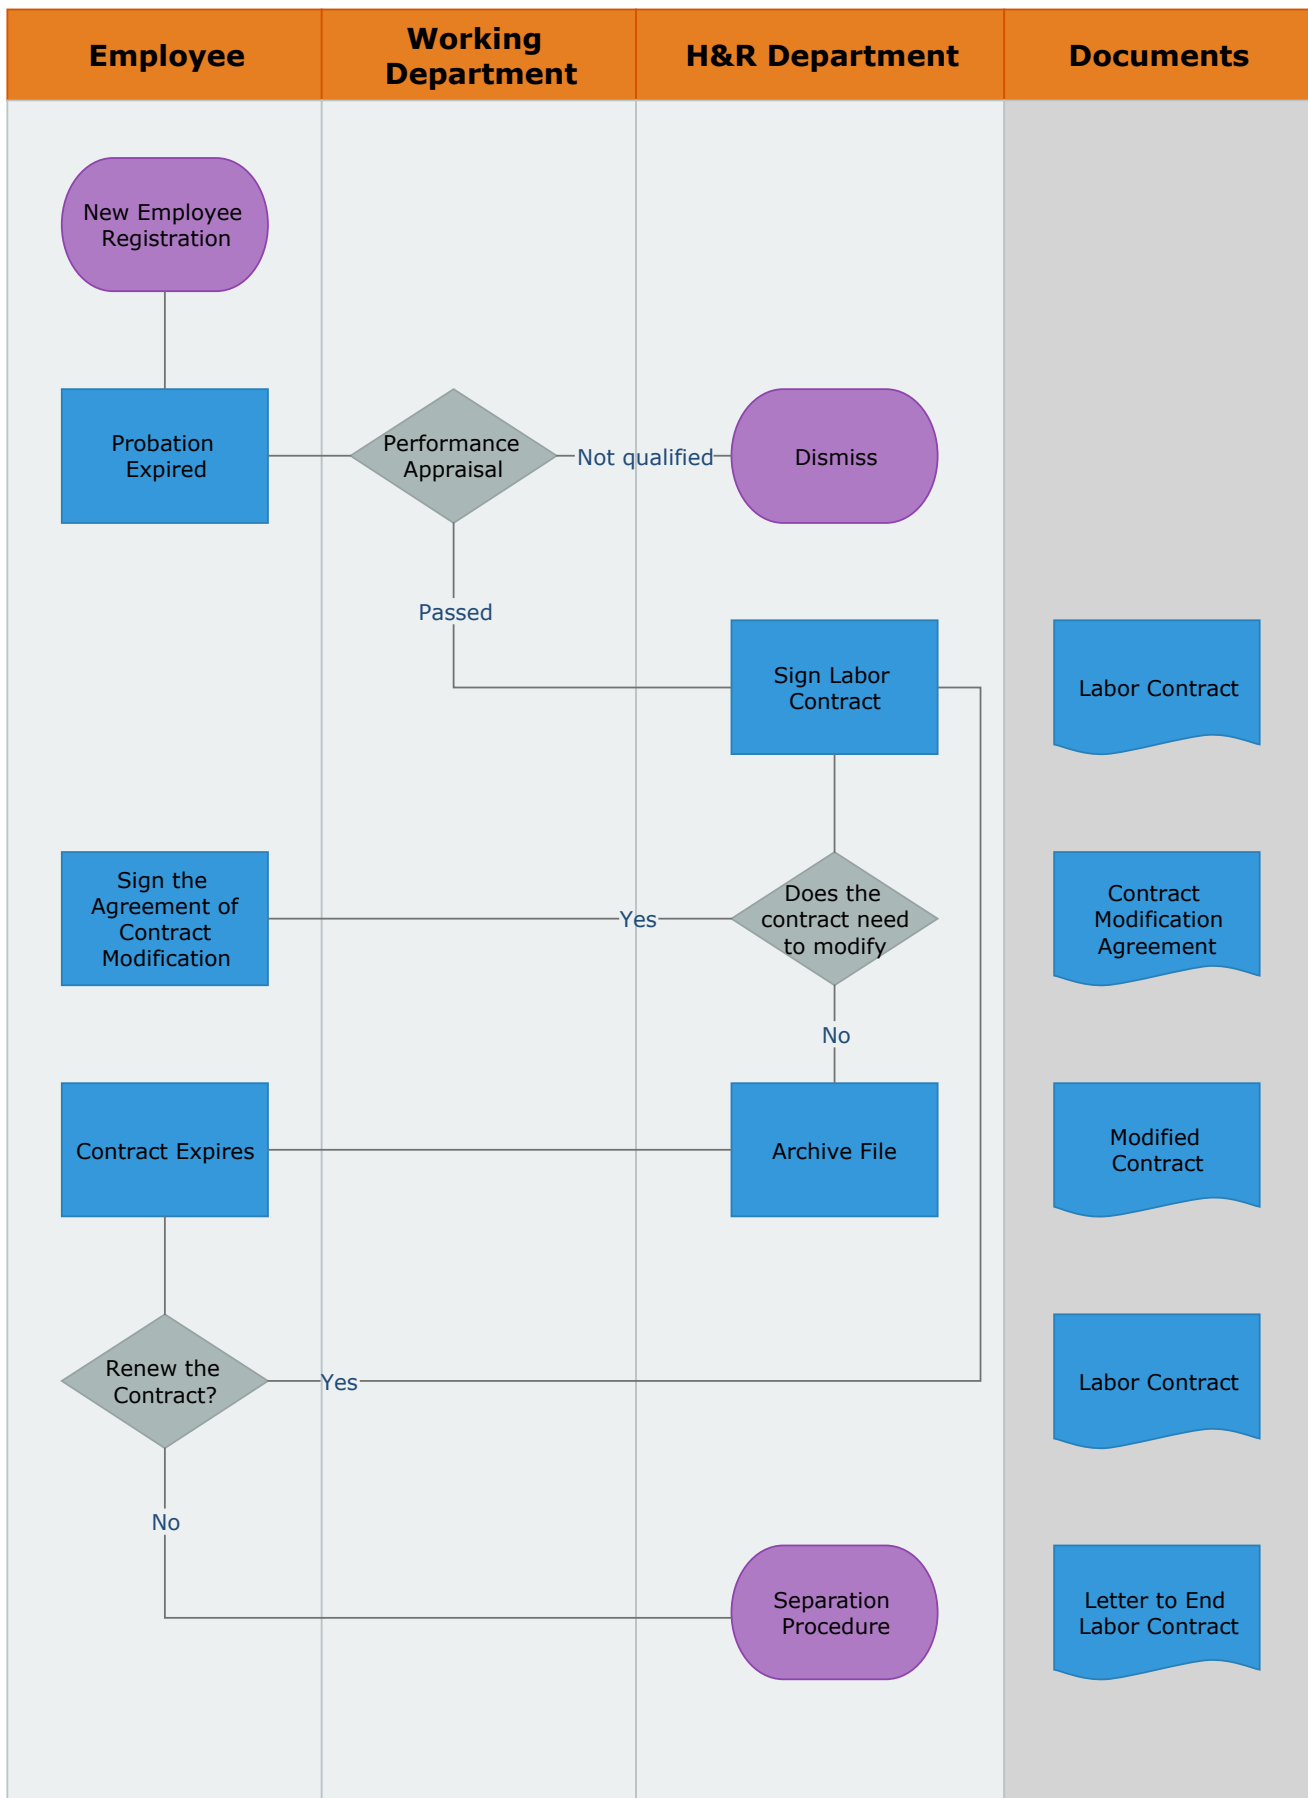 Employee
Working
Department
H&R Department
Documents
New Employee
Registration
Probation
Expired
Performance
Appraisal
Not qualified
Dismiss
Passed
Sign Labor
Contract
Labor Contract
Sign the
Agreement of
Contract
Modification
Yes
Does the
contract need
to modify
Contract
Modification
Agreement
No
Contract Expires
Archive File
Modified
Contract
Renew the
Contract?
Yes
Labor Contract
No
Separation
Procedure
Letter to End
Labor Contract